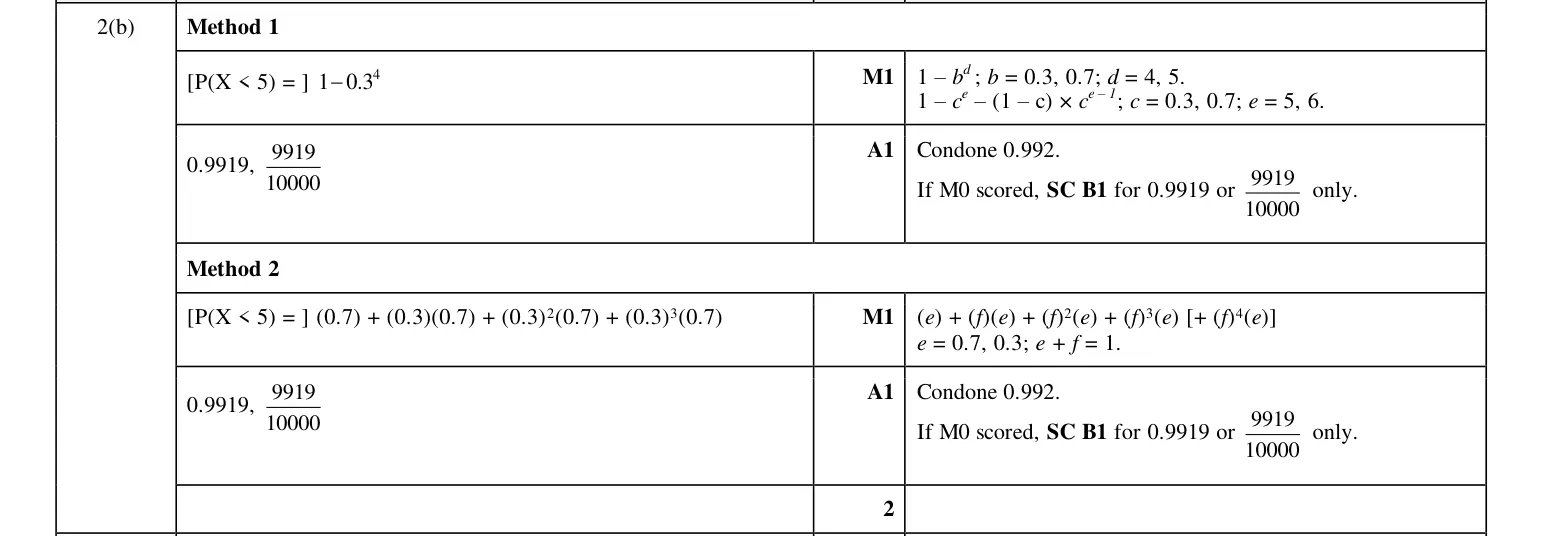 2(b) Method 1
[P(X < 5) = ] 1 – 0.3⁴ M1 1 – bᵈ ; b = 0.3, 0.7; d = 4, 5.
1 – cᵉ – (1 – c) × cᵉ ⁻ ¹; c = 0.3, 0.7; e = 5, 6.
0.9919, 9919/10000 A1 Condone 0.992.
If M0 scored, SC B1 for 0.9919 or 9919/10000 only.
Method 2
[P(X < 5) = ] (0.7) + (0.3)(0.7) + (0.3)²(0.7) + (0.3)³(0.7) M1 (e) + (f)(e) + (f)²(e) + (f)³(e) [+ (f)⁴(e)]
e = 0.7, 0.3; e + f = 1.
0.9919, 9919/10000 A1 Condone 0.992.
If M0 scored, SC B1 for 0.9919 or 9919/10000 only.
2